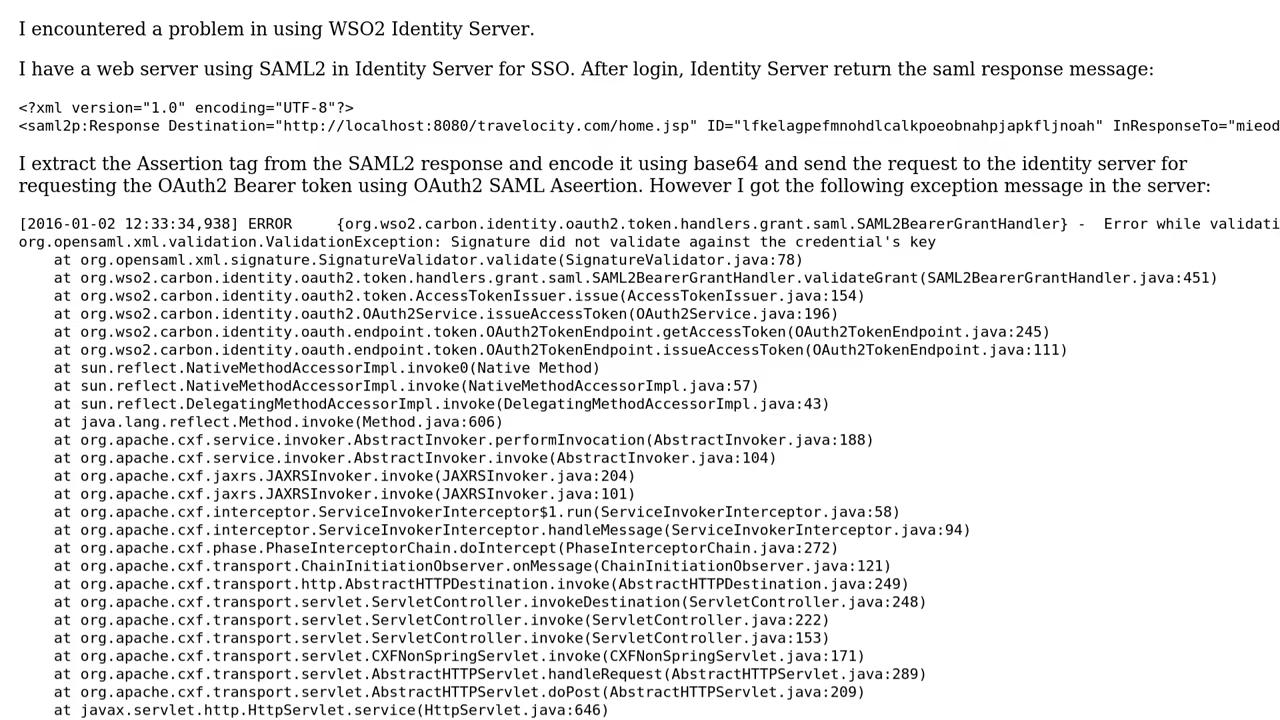 I encountered a problem in using WSO2 Identity Server.
I have a web server using SAML2 in Identity Server for SSO. After login, Identity Server return the saml response message:
<?xml version="1.0" encoding="UTF-8"?>
<saml2p:Response Destination="http://localhost:8080/travelocity.com/home.jsp" ID="lfkelagpefmnohdlcalkpoeobnahpjapkfljnoah" InResponseTo="mieod
I extract the Assertion tag from the SAML2 response and encode it using base64 and send the request to the identity server for
requesting the OAuth2 Bearer token using OAuth2 SAML Aseertion. However I got the following exception message in the server:
[2016-01-02 12:33:34,938] ERROR     {org.wso2.carbon.identity.oauth2.token.handlers.grant.saml.SAML2BearerGrantHandler} -  Error while validati
org.opensaml.xml.validation.ValidationException: Signature did not validate against the credential's key
    at org.opensaml.xml.signature.SignatureValidator.validate(SignatureValidator.java:78)
    at org.wso2.carbon.identity.oauth2.token.handlers.grant.saml.SAML2BearerGrantHandler.validateGrant(SAML2BearerGrantHandler.java:451)
    at org.wso2.carbon.identity.oauth2.token.AccessTokenIssuer.issue(AccessTokenIssuer.java:154)
    at org.wso2.carbon.identity.oauth2.OAuth2Service.issueAccessToken(OAuth2Service.java:196)
    at org.wso2.carbon.identity.oauth.endpoint.token.OAuth2TokenEndpoint.getAccessToken(OAuth2TokenEndpoint.java:245)
    at org.wso2.carbon.identity.oauth.endpoint.token.OAuth2TokenEndpoint.issueAccessToken(OAuth2TokenEndpoint.java:111)
    at sun.reflect.NativeMethodAccessorImpl.invoke0(Native Method)
    at sun.reflect.NativeMethodAccessorImpl.invoke(NativeMethodAccessorImpl.java:57)
    at sun.reflect.DelegatingMethodAccessorImpl.invoke(DelegatingMethodAccessorImpl.java:43)
    at java.lang.reflect.Method.invoke(Method.java:606)
    at org.apache.cxf.service.invoker.AbstractInvoker.performInvocation(AbstractInvoker.java:188)
    at org.apache.cxf.service.invoker.AbstractInvoker.invoke(AbstractInvoker.java:104)
    at org.apache.cxf.jaxrs.JAXRSInvoker.invoke(JAXRSInvoker.java:204)
    at org.apache.cxf.jaxrs.JAXRSInvoker.invoke(JAXRSInvoker.java:101)
    at org.apache.cxf.interceptor.ServiceInvokerInterceptor$1.run(ServiceInvokerInterceptor.java:58)
    at org.apache.cxf.interceptor.ServiceInvokerInterceptor.handleMessage(ServiceInvokerInterceptor.java:94)
    at org.apache.cxf.phase.PhaseInterceptorChain.doIntercept(PhaseInterceptorChain.java:272)
    at org.apache.cxf.transport.ChainInitiationObserver.onMessage(ChainInitiationObserver.java:121)
    at org.apache.cxf.transport.http.AbstractHTTPDestination.invoke(AbstractHTTPDestination.java:249)
    at org.apache.cxf.transport.servlet.ServletController.invokeDestination(ServletController.java:248)
    at org.apache.cxf.transport.servlet.ServletController.invoke(ServletController.java:222)
    at org.apache.cxf.transport.servlet.ServletController.invoke(ServletController.java:153)
    at org.apache.cxf.transport.servlet.CXFNonSpringServlet.invoke(CXFNonSpringServlet.java:171)
    at org.apache.cxf.transport.servlet.AbstractHTTPServlet.handleRequest(AbstractHTTPServlet.java:289)
    at org.apache.cxf.transport.servlet.AbstractHTTPServlet.doPost(AbstractHTTPServlet.java:209)
    at javax.servlet.http.HttpServlet.service(HttpServlet.java:646)